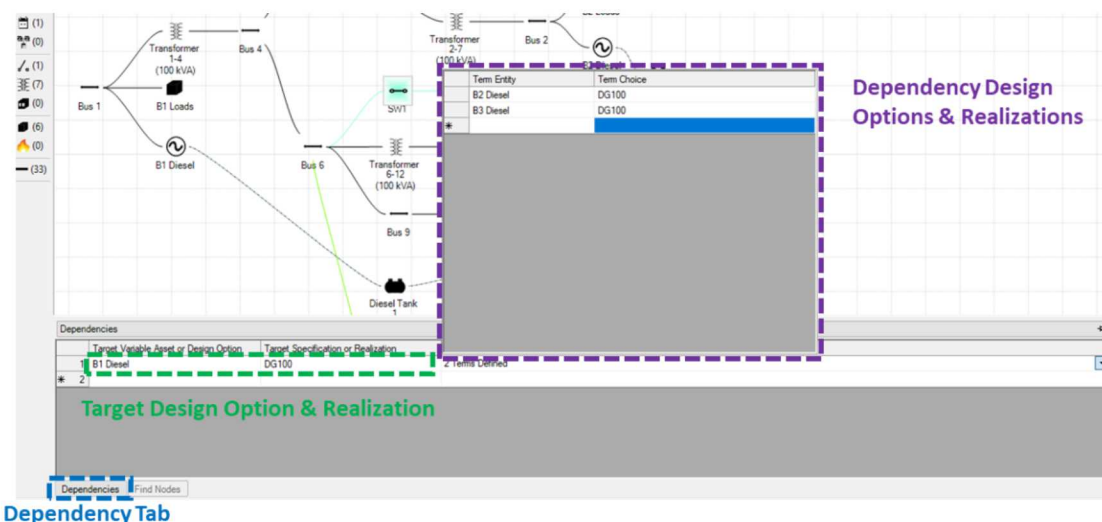 (1)
(0)
(1)
(7)
(0)
(6)
(0)
(33)
Transformer
1-4
(100 kVA)
Bus 4
Bus 1
B1 Loads
B1 Diesel
Bus 6
SW1
Transformer
6-12
(100 kVA)
Bus 9
Diesel Tank
1
Transformer
2-7
(100 kVA)
Bus 2
Term Entity Term Choice
B2 Diesel DG100
B3 Diesel DG100
Dependency Design
Options & Realizations
Dependencies
Target Variable Asset or Design Option Target Specification or Realization
1 B1 Diesel DG100 2 Terms Defined
* 2
Target Design Option & Realization
Dependencies Find Nodes
Dependency Tab